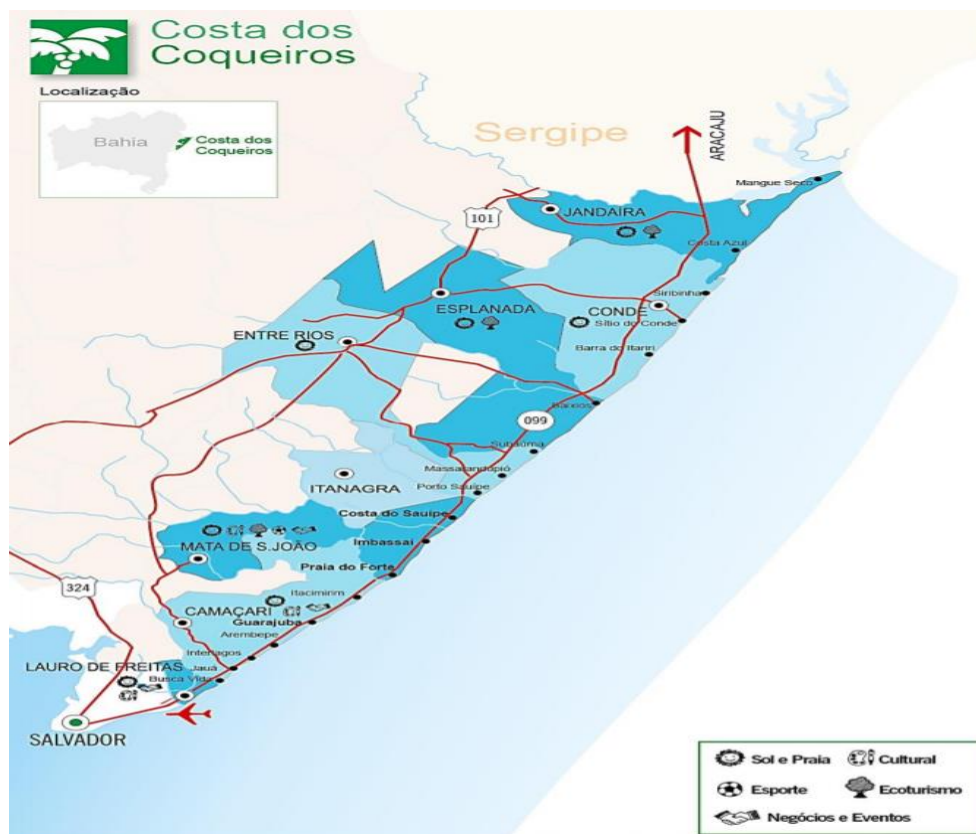 Costa dos
Coqueiros
Localização
Bahia
Costa dos
Coqueiros
Sergipe
ARACAJU
Mangue Seco
101
JANDAÍRA
Costa Azul
ESPLANADA
CONDE
Siribinha
Sítio do Conde
ENTRE RIOS
Barra do Itariri
Baixios
099
Subaúma
Massarandupió
ITANAGRA
Porto Sauípe
Costa do Sauípe
MATA DE S.JOÃO
Imbassaí
Praia do Forte
324
Itacimirim
CAMAÇARI
Guarajuba
Arembepe
Interlagos
LAURO DE FREITAS
Jauá
Busca Vida
SALVADOR
Sol e Praia
Cultural
Esporte
Ecoturismo
Negócios e Eventos